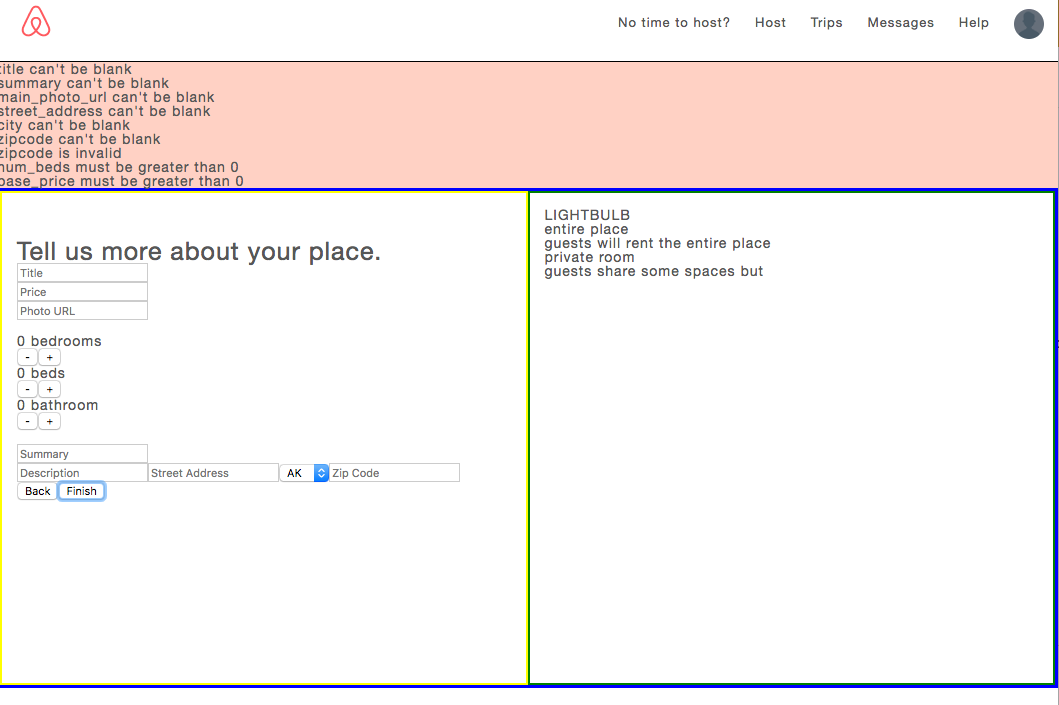 No time to host? Host Trips Messages Help
title can't be blank
summary can't be blank
main_photo_url can't be blank
street_address can't be blank
city can't be blank
zipcode can't be blank
zipcode is invalid
num_beds must be greater than 0
base_price must be greater than 0
Tell us more about your place.
Title
Price
Photo URL
0 bedrooms
- +
0 beds
- +
0 bathroom
- +
Summary
Description Street Address AK Zip Code
Back Finish
LIGHTBULB
entire place
guests will rent the entire place
private room
guests share some spaces but